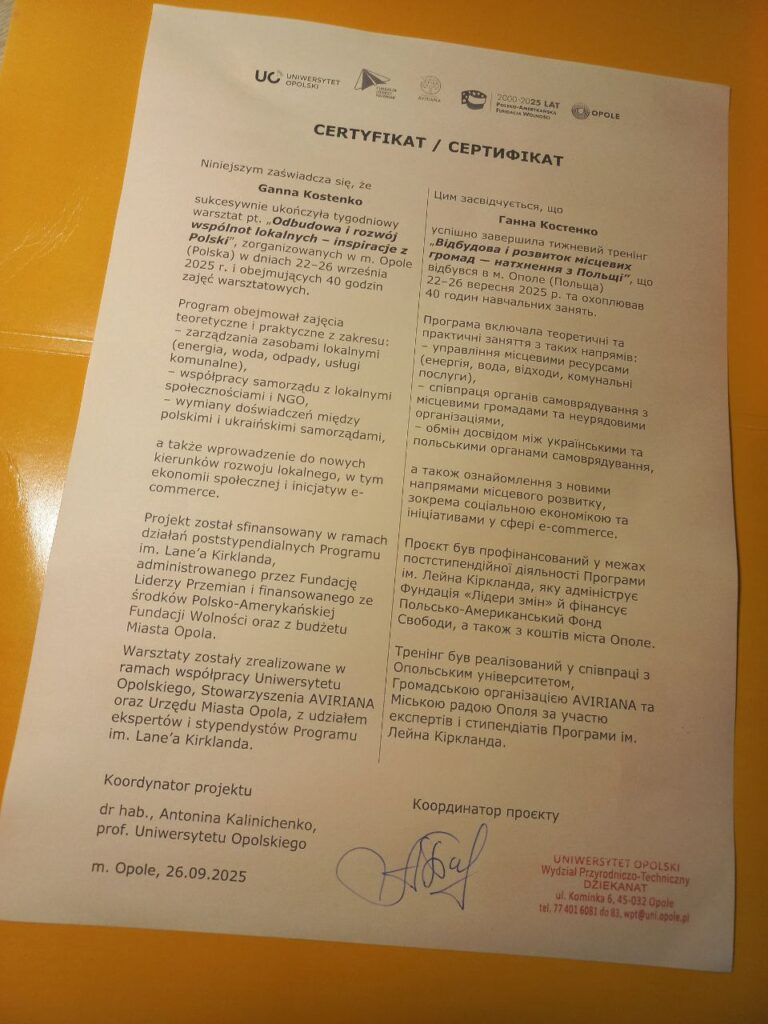 UO UNIWERSYTET
OPOLSKI
AVIRIANA
2000-2025 LAT
POLSKO-AMERYKAŃSKA
FUNDACJA WOLNOŚCI
OPOLE
CERTYFIKAT / СЕРТИФІКАТ
Niniejszym zaświadcza się, że
Ganna Kostenko
sukcesywnie ukończyła tygodniowy
warsztat pt. „Odbudowa i rozwój
wspólnot lokalnych – inspiracje z
Polski”, zorganizowanych w m. Opole
(Polska) w dniach 22–26 września
2025 r. i obejmujących 40 godzin
zajęć warsztatowych.
Program obejmował zajęcia
teoretyczne i praktyczne z zakresu:
– zarządzania zasobami lokalnymi
(energia, woda, odpady, usługi
komunalne),
– współpracy samorządu z lokalnymi
społecznościami i NGO,
– wymiany doświadczeń między
polskimi i ukraińskimi samorządami,
a także wprowadzenie do nowych
kierunków rozwoju lokalnego, w tym
ekonomii społecznej i inicjatyw e-
commerce.
Projekt został sfinansowany w ramach
działań poststypendialnych Programu
im. Lane’a Kirklanda,
administrowanego przez Fundację
Liderzy Przemian i finansowanego ze
środków Polsko-Amerykańskiej
Fundacji Wolności oraz z budżetu
Miasta Opola.
Warsztaty zostały zrealizowane w
ramach współpracy Uniwersytetu
Opolskiego, Stowarzyszenia AVIRIANA
oraz Urzędu Miasta Opola, z udziałem
ekspertów i stypendystów Programu
im. Lane’a Kirklanda.
Koordynator projektu
dr hab., Antonina Kalinichenko,
prof. Uniwersytetu Opolskiego
m. Opole, 26.09.2025
Цим засвідчується, що
Ганна Костенко
успішно завершила тижневий тренінг
„Відбудова і розвиток місцевих
громад — натхнення з Польщі”, що
відбувся в м. Ополе (Польща)
22–26 вересня 2025 р. та охоплював
40 годин навчальних занять.
Програма включала теоретичні та
практичні заняття з таких напрямів:
– управління місцевими ресурсами
(енергія, вода, відходи, комунальні
послуги),
– співпраця органів самоврядування з
місцевими громадами та неурядовими
організаціями,
– обмін досвідом між українськими та
польськими органами самоврядування,
а також ознайомлення з новими
напрямами місцевого розвитку,
зокрема соціальною економікою та
ініціативами у сфері e-commerce.
Проєкт був профінансований у межах
постстипендійної діяльності Програми
ім. Лейна Кіркланда, яку адмініструє
Фундація «Лідери змін» й фінансує
Польсько-Американський Фонд
Свободи, а також з коштів міста Ополе.
Тренінг був реалізований у співпраці з
Опольським університетом,
Громадською організацією AVIRIANA та
Міською радою Ополя за участю
експертів і стипендіатів Програми ім.
Лейна Кіркланда.
Координатор проєкту
UNIWERSYTET OPOLSKI
Wydział Przyrodniczo-Techniczny
DZIEKANAT
ul. Kominka 6, 45-032 Opole
tel. 77 401 6081 do 83, wpt@uni.opole.pl